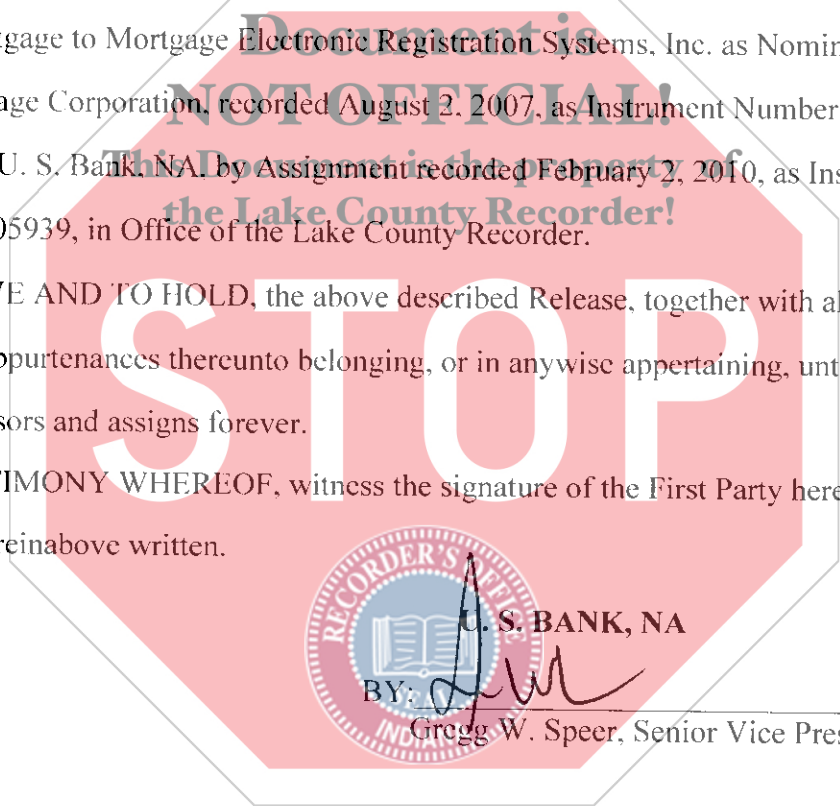 Document is
gage to Mortgage Electronic Registration Systems, Inc. as Nomin
NOT OFFICIAL!
age Corporation, recorded August 2, 2007, as Instrument Number
This Document is the property of
U. S. Bank, NA, by Assignment recorded February 2, 2010, as Ins
the Lake County Recorder!
05939, in Office of the Lake County Recorder.
E AND TO HOLD, the above described Release, together with al
STOP
ppurtenances thereunto belonging, or in anywise appertaining, unt
sors and assigns forever.
TIMONY WHEREOF, witness the signature of the First Party here
reinabove written.
RECORDER'S OFFICE
U. S. BANK, NA
BY:
SEAL
INDIANA
Gregg W. Speer, Senior Vice Pres